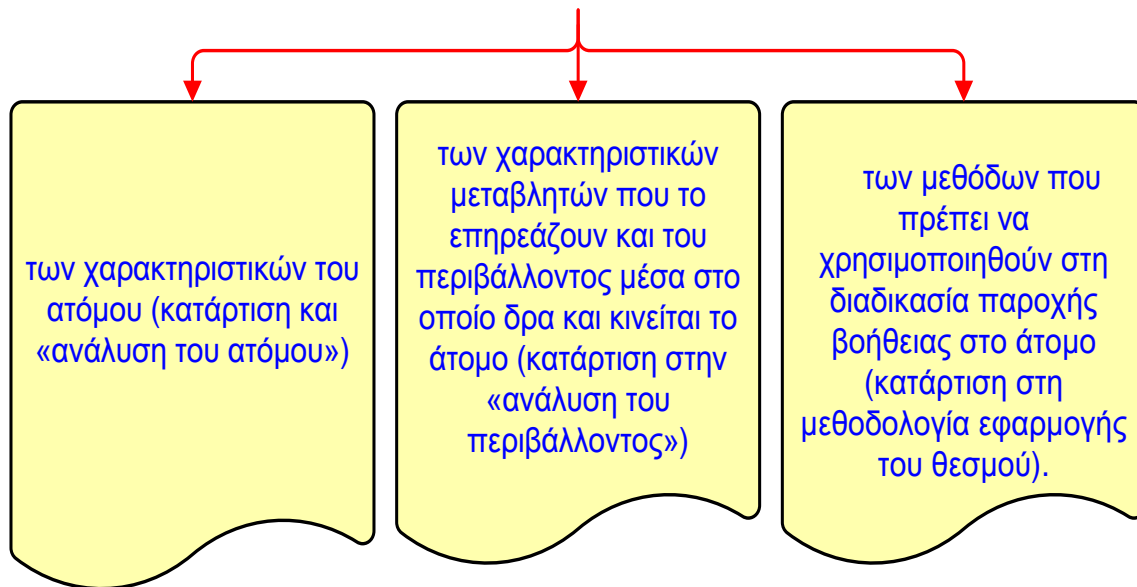 των χαρακτηριστικών του
ατόμου (κατάρτιση και
«ανάλυση του ατόμου»)
των χαρακτηριστικών
μεταβλητών που το
επηρεάζουν και του
περιβάλλοντος μέσα στο
οποίο δρα και κινείται το
άτομο (κατάρτιση στην
«ανάλυση του
περιβάλλοντος»)
των μεθόδων που
πρέπει να
χρησιμοποιηθούν στη
διαδικασία παροχής
βοήθειας στο άτομο
(κατάρτιση στη
μεθοδολογία εφαρμογής
του θεσμού).